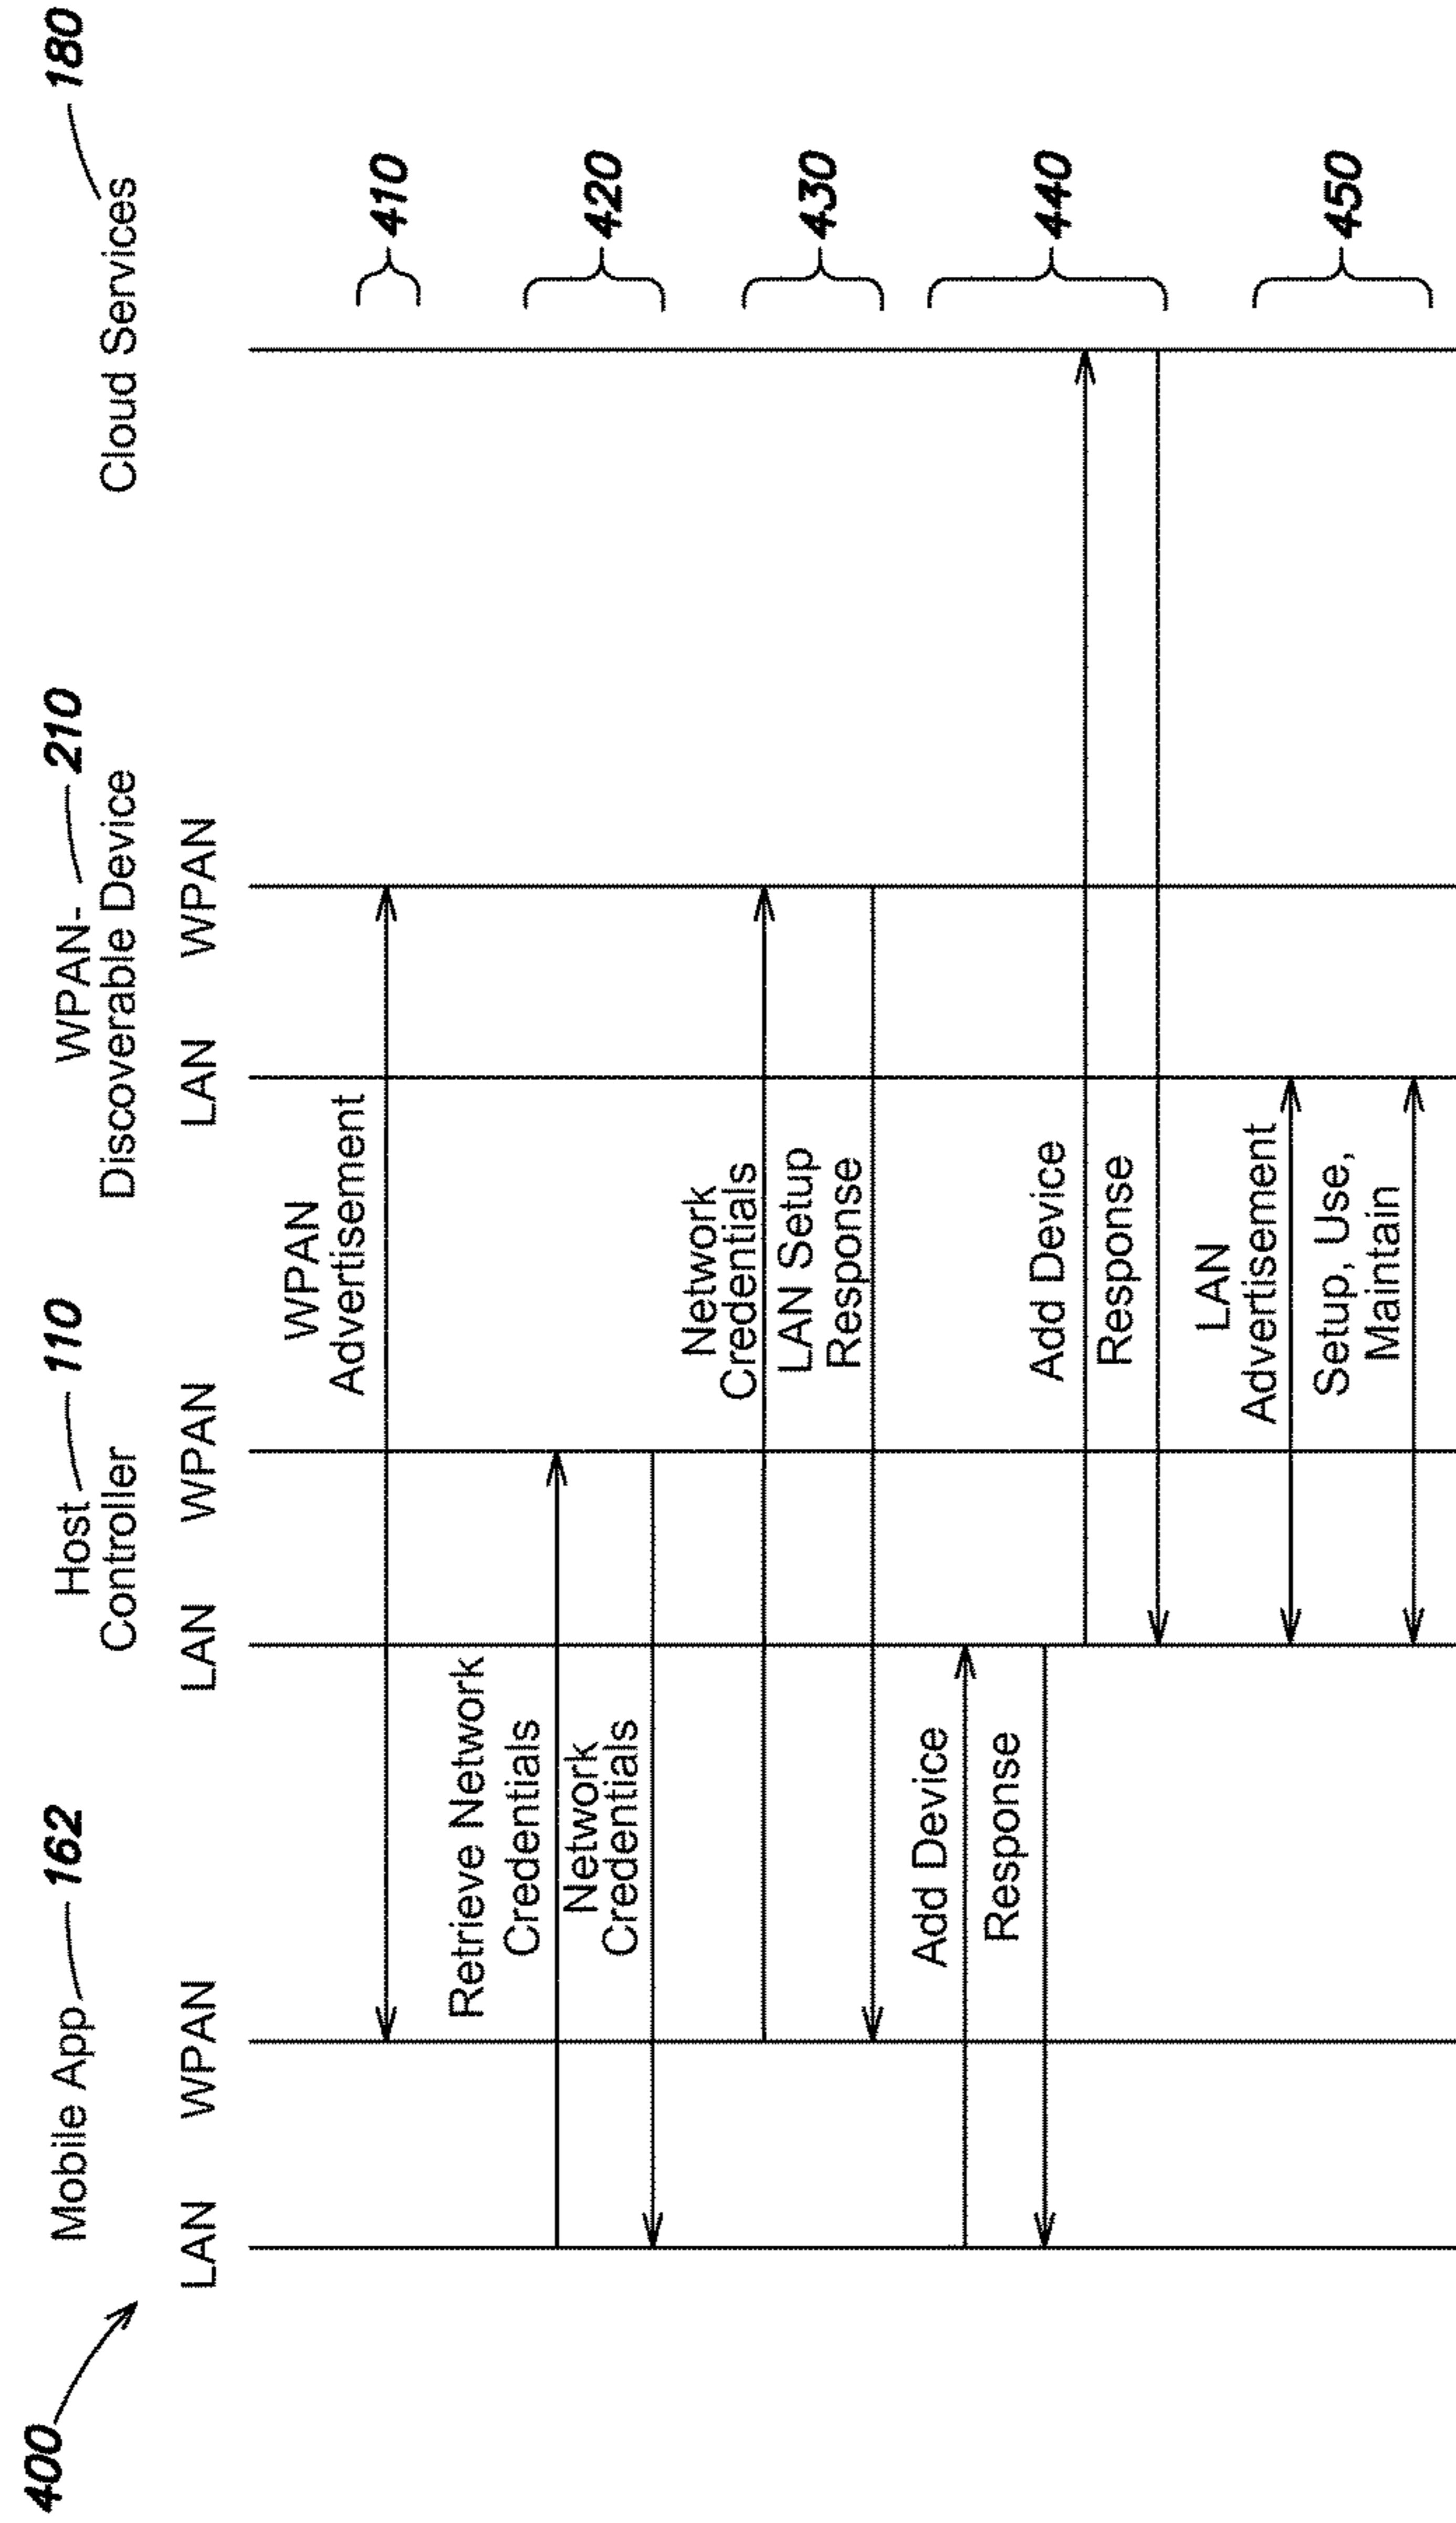 400
Mobile App 162
Host 110
Controller
WPAN- 210
Discoverable Device
Cloud Services 180
LAN WPAN LAN WPAN LAN WPAN
WPAN
Advertisement
410
Retrieve Network
Credentials
Network
Credentials
420
Network
Credentials
LAN Setup
Response
430
Add Device
Response
Add Device
Response
440
LAN
Advertisement
Setup, Use,
Maintain
450